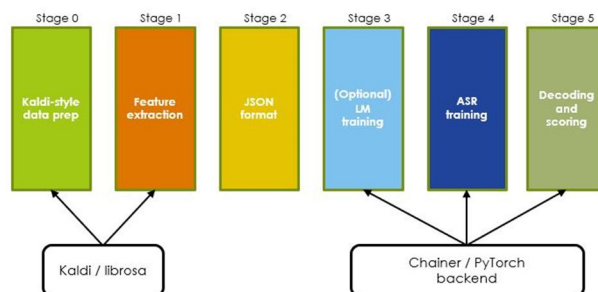 Stage 0
Stage 1
Stage 2
Stage 3
Stage 4
Stage 5
Kaldi-style
data prep
Feature
extraction
JSON
format
(Optional)
LM
training
ASR
training
Decoding
and
scoring
Kaldi / librosa
Chainer / PyTorch
backend